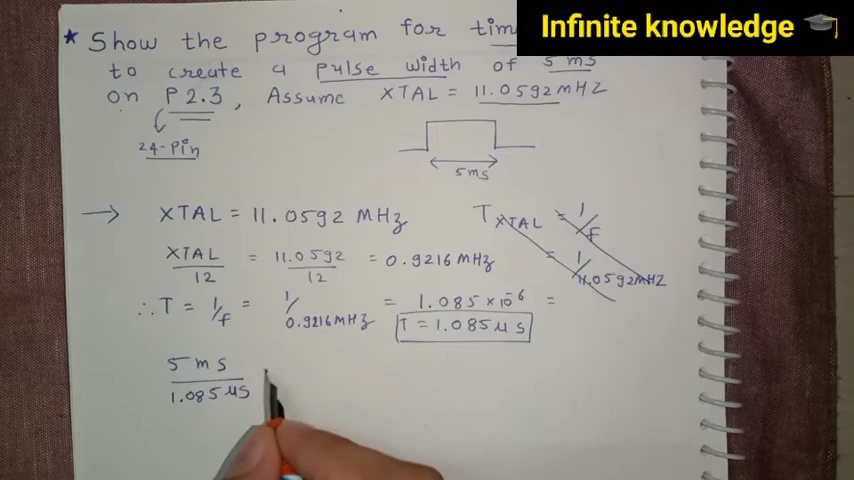 Infinite knowledge 🎓
* Show the program for tim
to create a pulse width of 5 ms
on P2.3, Assume XTAL = 11.0592 MHz
24-Pin
5ms
→ XTAL = 11.0592 MHz
T XTAL = 1/f
= 1/11.0592MHZ
XTAL/12 = 11.0592/12 = 0.9216 MHz
∴ T = 1/f = 1/0.9216MHz = 1.085 × 10⁻⁶ =
T = 1.085 μs
5 ms
1.085 μs